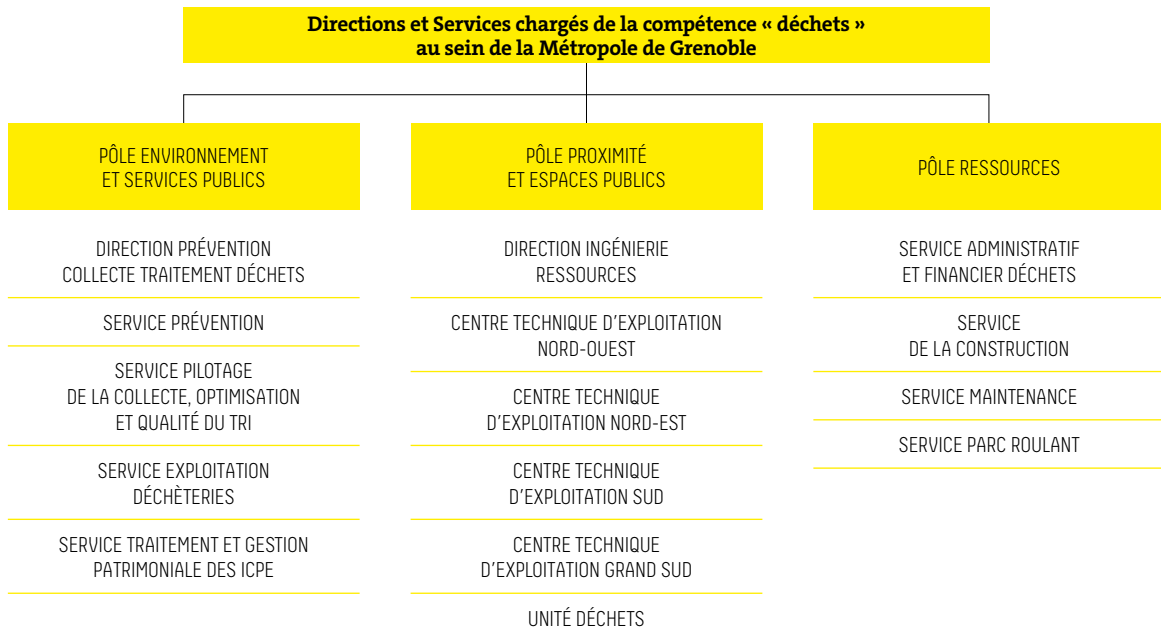 Directions et Services chargés de la compétence « déchets »
au sein de la Métropole de Grenoble
PÔLE ENVIRONNEMENT
ET SERVICES PUBLICS
DIRECTION PRÉVENTION
COLLECTE TRAITEMENT DÉCHETS
SERVICE PRÉVENTION
SERVICE PILOTAGE
DE LA COLLECTE, OPTIMISATION
ET QUALITÉ DU TRI
SERVICE EXPLOITATION
DÉCHÈTERIES
SERVICE TRAITEMENT ET GESTION
PATRIMONIALE DES ICPE
PÔLE PROXIMITÉ
ET ESPACES PUBLICS
DIRECTION INGÉNIERIE
RESSOURCES
CENTRE TECHNIQUE D'EXPLOITATION
NORD-OUEST
CENTRE TECHNIQUE
D'EXPLOITATION NORD-EST
CENTRE TECHNIQUE
D'EXPLOITATION SUD
CENTRE TECHNIQUE
D'EXPLOITATION GRAND SUD
UNITÉ DÉCHETS
PÔLE RESSOURCES
SERVICE ADMINISTRATIF
ET FINANCIER DÉCHETS
SERVICE
DE LA CONSTRUCTION
SERVICE MAINTENANCE
SERVICE PARC ROULANT